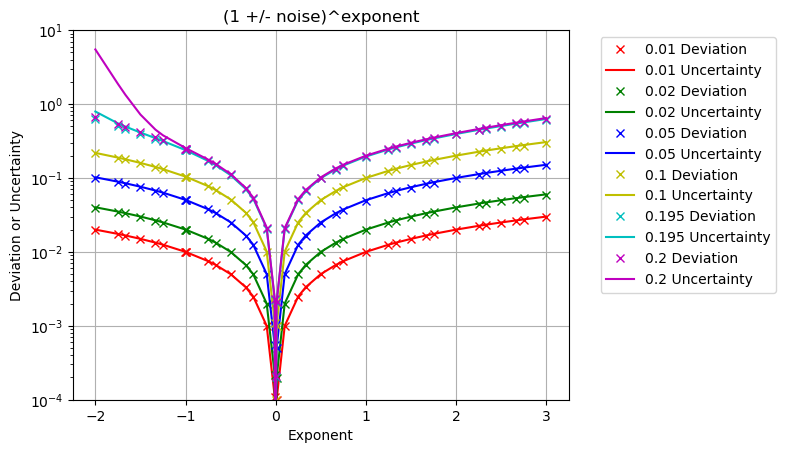 (1 +/- noise)^exponent
Deviation or Uncertainty
10^1
10^0
10^-1
10^-2
10^-3
10^-4
−2
−1
0
1
2
3
Exponent
0.01 Deviation
0.01 Uncertainty
0.02 Deviation
0.02 Uncertainty
0.05 Deviation
0.05 Uncertainty
0.1 Deviation
0.1 Uncertainty
0.195 Deviation
0.195 Uncertainty
0.2 Deviation
0.2 Uncertainty